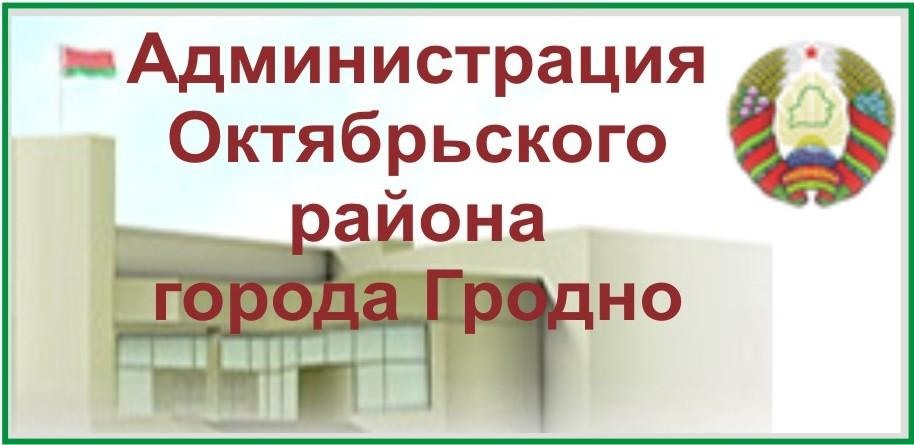 Администрация
Октябрьского
района
города Гродно